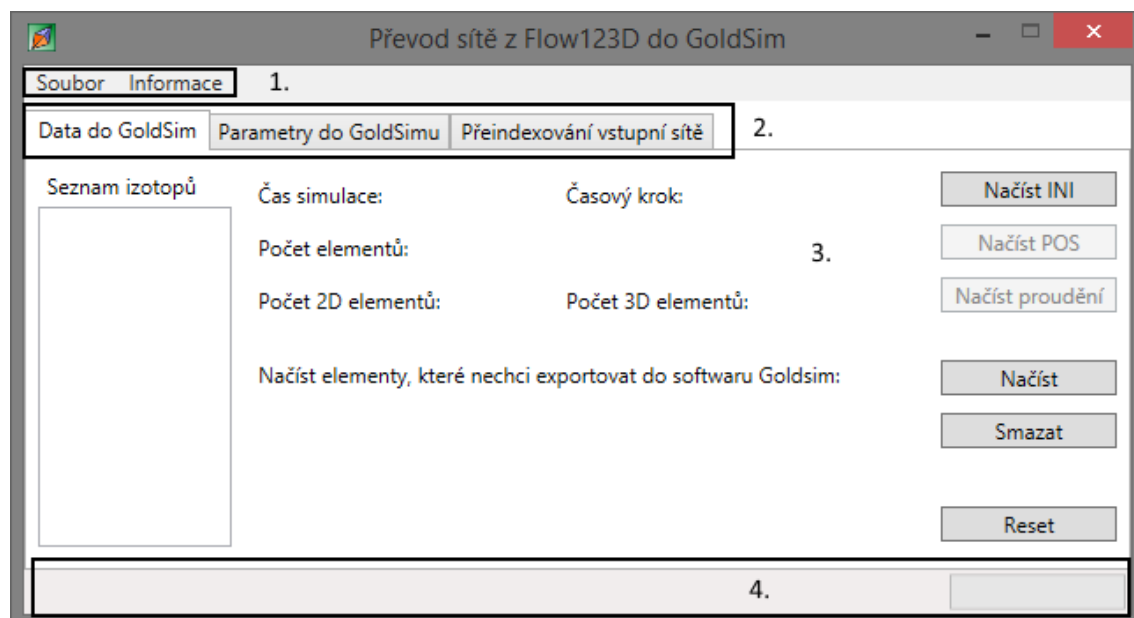 Převod sítě z Flow123D do GoldSim
Soubor Informace 1.
Data do GoldSim Parametry do GoldSimu Přeindexování vstupní sítě 2.
Seznam izotopů
Čas simulace: Časový krok: Načíst INI
Počet elementů: 3. Načíst POS
Počet 2D elementů: Počet 3D elementů: Načíst proudění
Načíst elementy, které nechci exportovat do softwaru Goldsim: Načíst
Smazat
Reset
4.